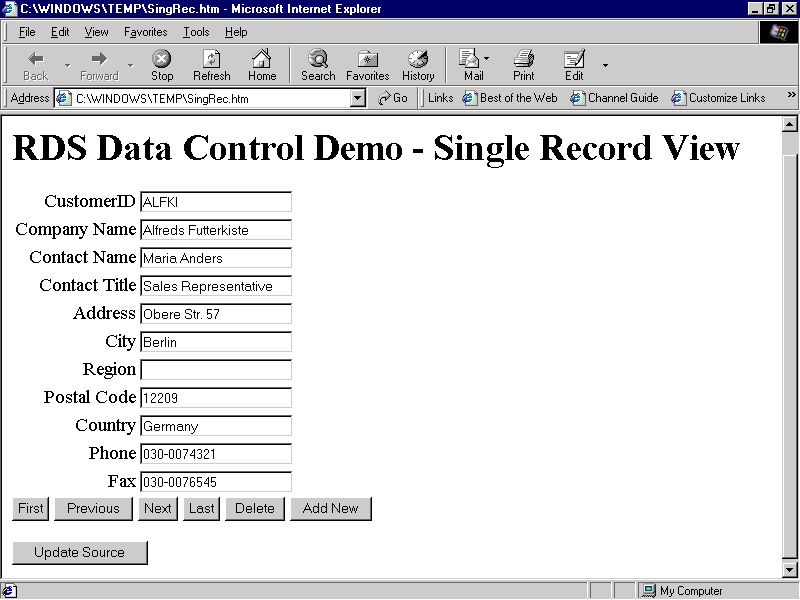 C:\WINDOWS\TEMP\SingRec.htm - Microsoft Internet Explorer
File Edit View Favorites Tools Help
Back Forward Stop Refresh Home Search Favorites History Mail Print Edit
Address C:\WINDOWS\TEMP\SingRec.htm Go Links Best of the Web Channel Guide Customize Links »
RDS Data Control Demo - Single Record View
CustomerID ALFKI
Company Name Alfreds Futterkiste
Contact Name Maria Anders
Contact Title Sales Representative
Address Obere Str. 57
City Berlin
Region
Postal Code 12209
Country Germany
Phone 030-0074321
Fax 030-0076545
First Previous Next Last Delete Add New
Update Source
My Computer